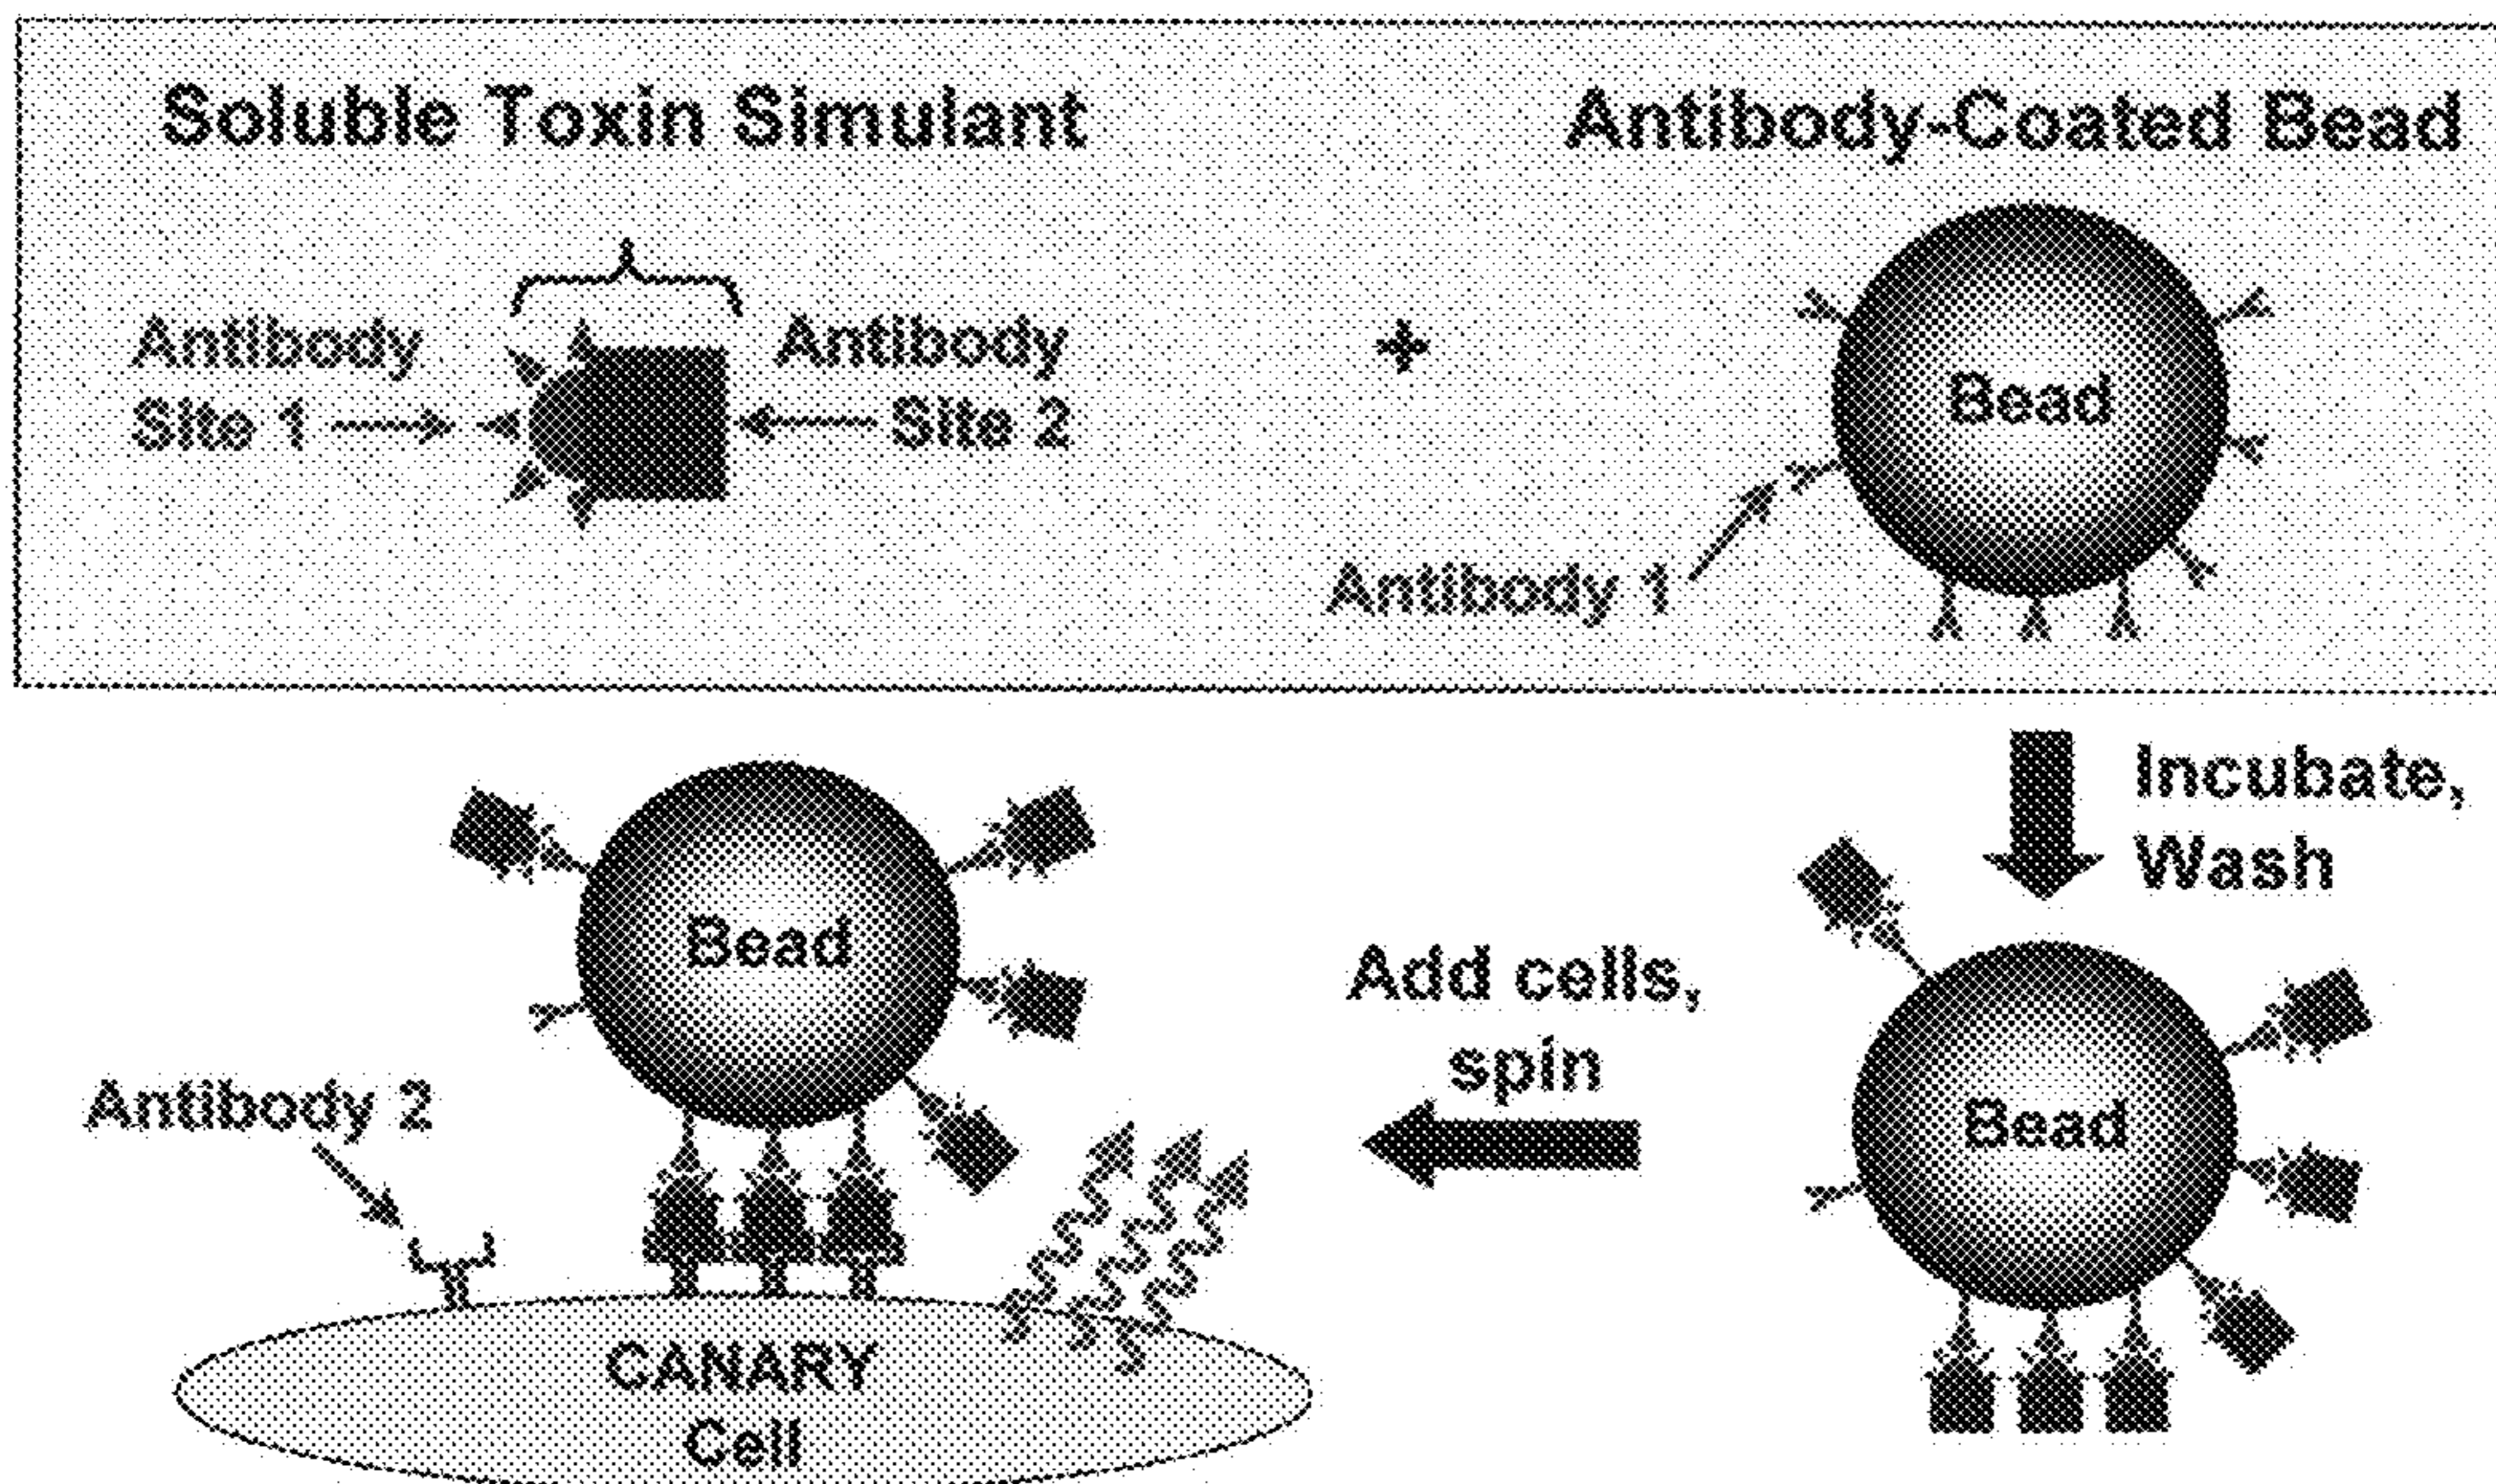 Soluble Toxin Simulant
Antibody-Coated Bead
Antibody
Site 1
Antibody
Site 2
+
Bead
Antibody 1
Incubate,
Wash
Bead
Add cells,
spin
Bead
Antibody 2
CANARY
Cell